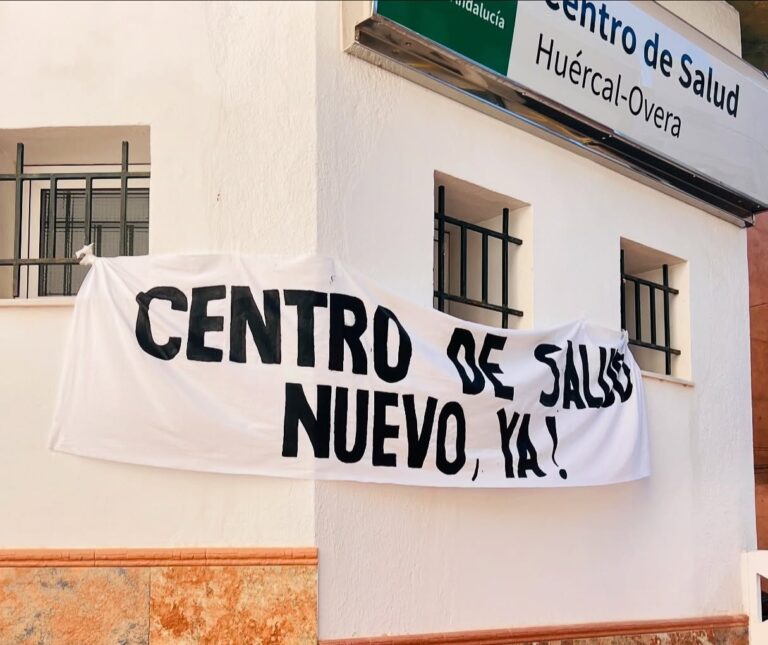 Andalucía
Centro de Salud
Huércal-Overa
CENTRO DE SALUD
NUEVO, YA!